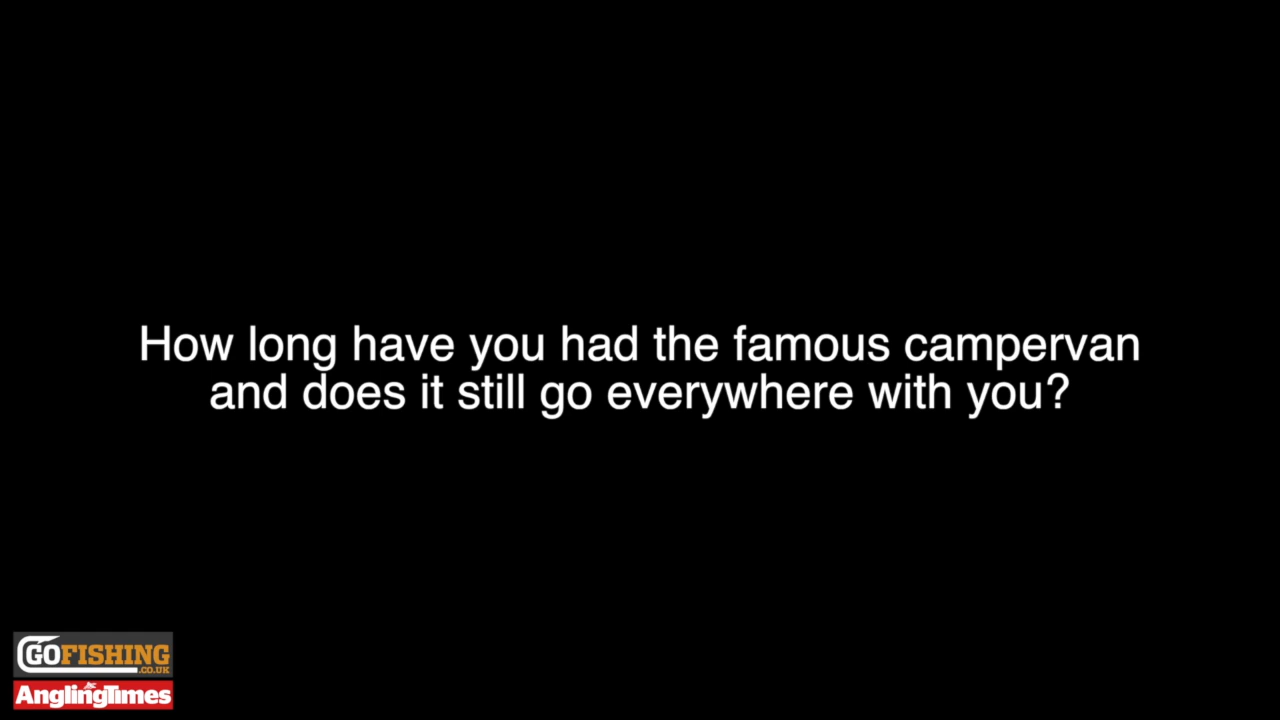 How long have you had the famous campervan
and does it still go everywhere with you?
GOFISHING
.CO.UK
AnglingTimes